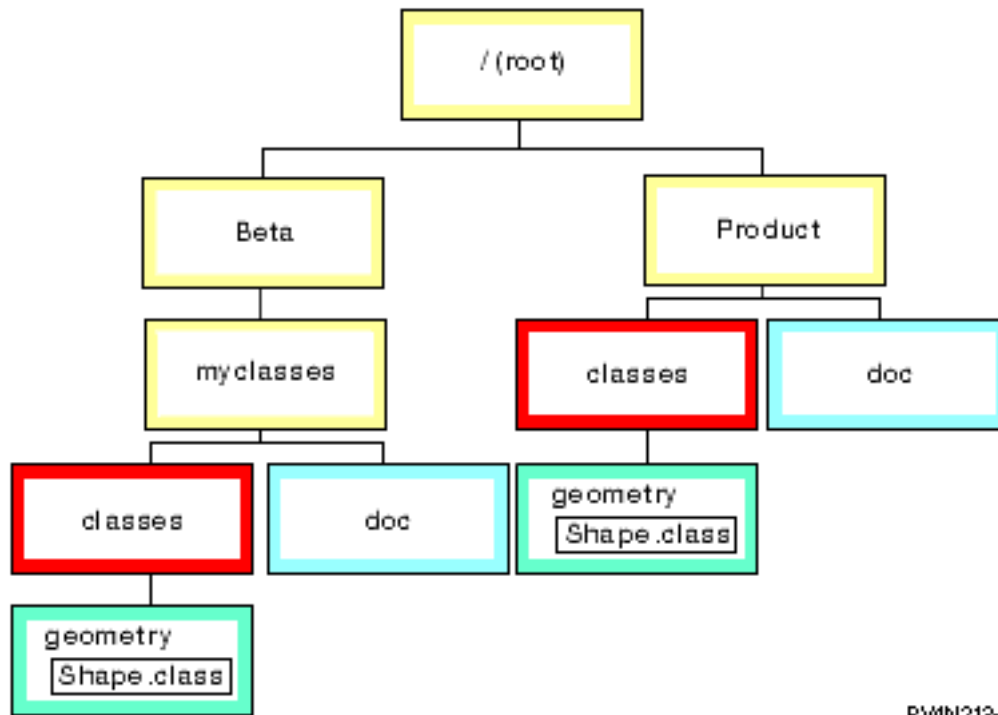 / (root)
Beta
Product
myclasses
classes
doc
classes
doc
geometry
Shape.class
geometry
Shape.class